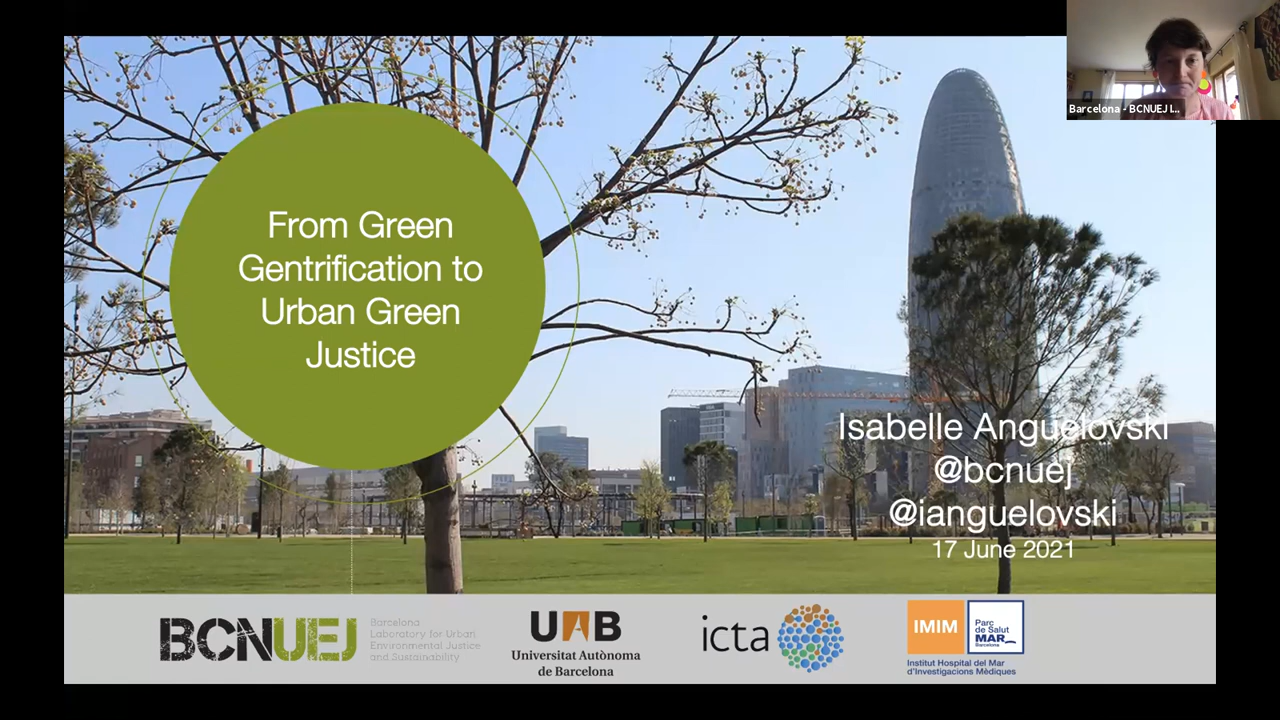 Barcelona - BCNUEJ l...
From Green
Gentrification to
Urban Green
Justice
Isabelle Anguelovski
@bcnuej
@ianguelovski
17 June 2021
BCNUEJ
Barcelona
Laboratory for Urban
Environmental Justice
and Sustainability
UAB
Universitat Autònoma
de Barcelona
icta
IMIM
Parc
de Salut
MAR
Barcelona
Institut Hospital del Mar
d'Investigacions Mèdiques